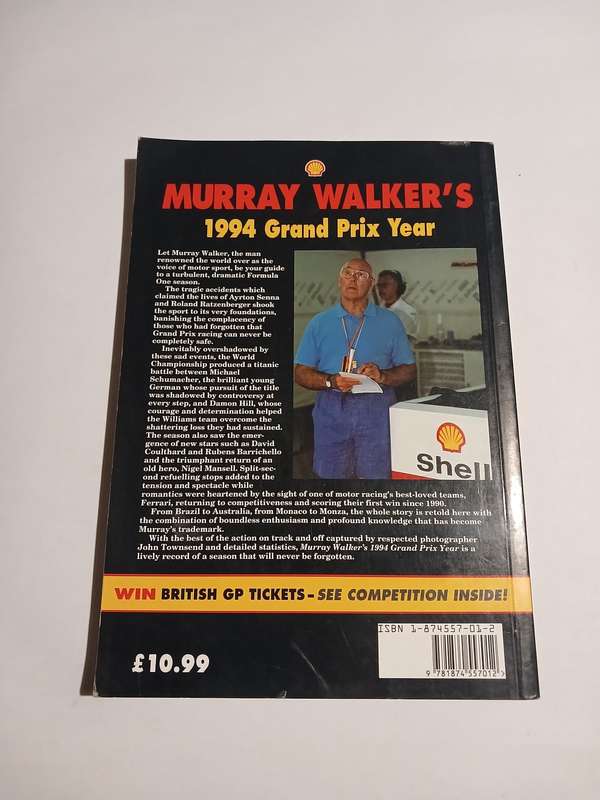 MURRAY WALKER'S
1994 Grand Prix Year
Let Murray Walker, the man
renowned the world over as the
voice of motor sport, be your guide
to a turbulent, dramatic Formula
One season.
The tragic accidents which
claimed the lives of Ayrton Senna
and Roland Ratzenberger shook
the sport to its very foundations,
banishing the complacency of
those who had forgotten that
Grand Prix racing can never be
completely safe.
Inevitably overshadowed by
these sad events, the World
Championship produced a titanic
battle between Michael
Schumacher, the brilliant young
German whose pursuit of the title
was shadowed by controversy at
every step, and Damon Hill, whose
courage and determination helped
the Williams team overcome the
shattering loss they had sustained.
The season also saw the emer-
gence of new stars such as David
Coulthard and Rubens Barrichello
and the triumphant return of an
old hero, Nigel Mansell. Split-sec-
ond refuelling stops added to the
tension and spectacle while
romantics were heartened by the sight of one of motor racing's best-loved teams,
Ferrari, returning to competitiveness and scoring their first win since 1990.
From Brazil to Australia, from Monaco to Monza, the whole story is retold here with
the combination of boundless enthusiasm and profound knowledge that has become
Murray's trademark.
With the best of the action on track and off captured by respected photographer
John Townsend and detailed statistics, Murray Walker's 1994 Grand Prix Year is a
lively record of a season that will never be forgotten.
Shell
WIN BRITISH GP TICKETS – SEE COMPETITION INSIDE!
£10.99
ISBN 1-874557-01-2
9 781874 557012 >